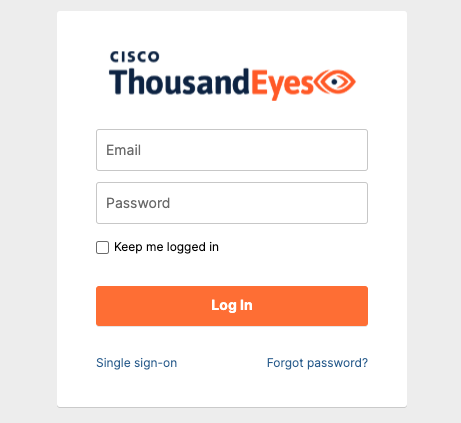 CISCO
ThousandEyes
Email
Password
Keep me logged in
Log In
Single sign-on Forgot password?